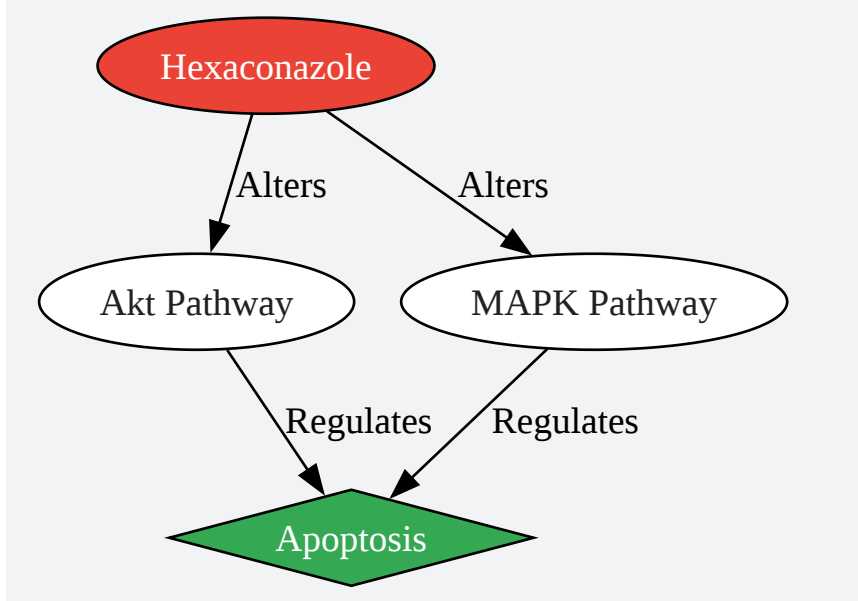 Hexaconazole
Alters
Alters
Akt Pathway
MAPK Pathway
Regulates
Regulates
Apoptosis